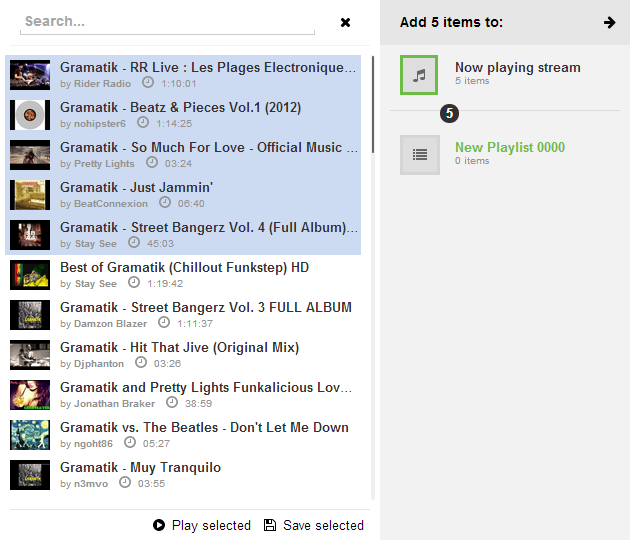 Search...
Gramatik - RR Live : Les Plages Electronique...
by Rider Radio 1:10:01
Gramatik - Beatz & Pieces Vol.1 (2012)
by nohipster6 1:14:25
Gramatik - So Much For Love - Official Music ...
by Pretty Lights 03:24
Gramatik - Just Jammin'
by BeatConnexion 06:40
Gramatik - Street Bangerz Vol. 4 (Full Album)...
by Stay See 45:03
Best of Gramatik (Chillout Funkstep) HD
by Stay See 1:19:42
Gramatik - Street Bangerz Vol. 3 FULL ALBUM
by Damzon Blazer 1:11:37
Gramatik - Hit That Jive (Original Mix)
by Djphanton 03:26
Gramatik and Pretty Lights Funkalicious Lov...
by Jonathan Braker 38:59
Gramatik vs. The Beatles - Don't Let Me Down
by ngoht86 05:27
Gramatik - Muy Tranquilo
by n3mvo 03:55
Play selected Save selected
Add 5 items to:
Now playing stream
5 items
5
New Playlist 0000
0 items